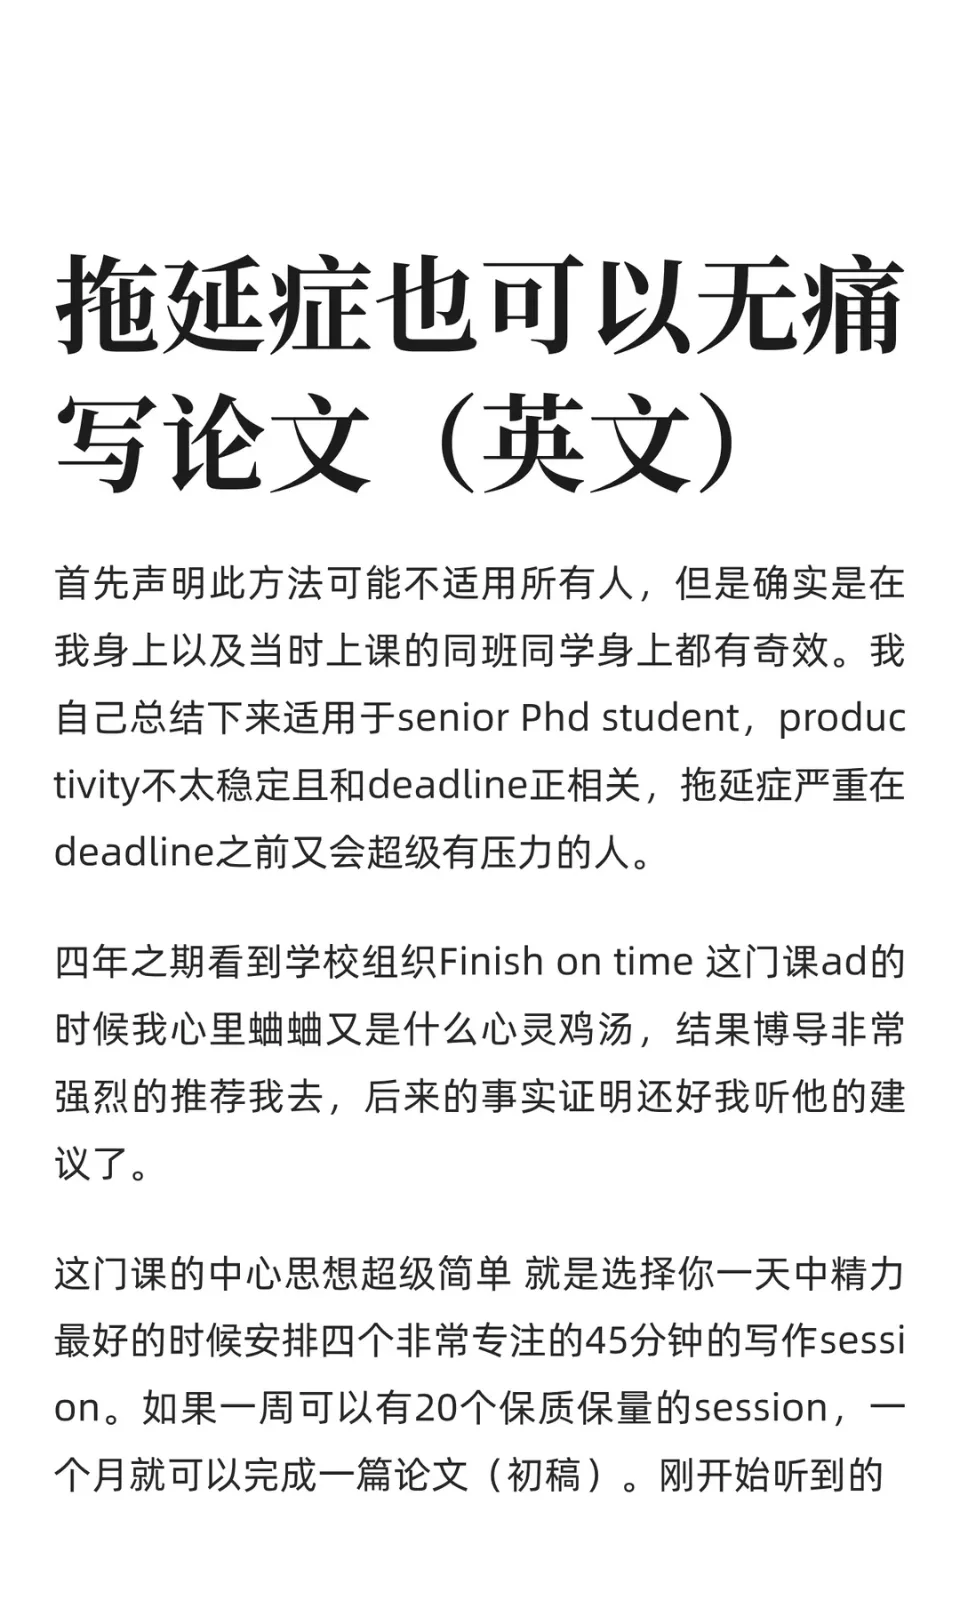 拖延症也可以无痛
写论文（英文）
首先声明此方法可能不适用所有人，但是确实是在
我身上以及当时上课的同班同学身上都有奇效。我
自己总结下来适用于senior Phd student，produc
tivity不太稳定且和deadline正相关，拖延症严重在
deadline之前又会超级有压力的人。
四年之期看到学校组织Finish on time 这门课ad的
时候我心里蛐蛐又是什么心灵鸡汤，结果博导非常
强烈的推荐我去，后来的事实证明还好我听他的建
议了。
这门课的中心思想超级简单 就是选择你一天中精力
最好的时候安排四个非常专注的45分钟的写作sessi
on。如果一周可以有20个保质保量的session，一
个月就可以完成一篇论文（初稿）。刚开始听到的